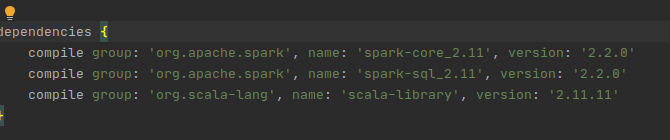 dependencies {
compile group: 'org.apache.spark', name: 'spark-core_2.11', version: '2.2.0'
compile group: 'org.apache.spark', name: 'spark-sql_2.11', version: '2.2.0'
compile group: 'org.scala-lang', name: 'scala-library', version: '2.11.11'
}